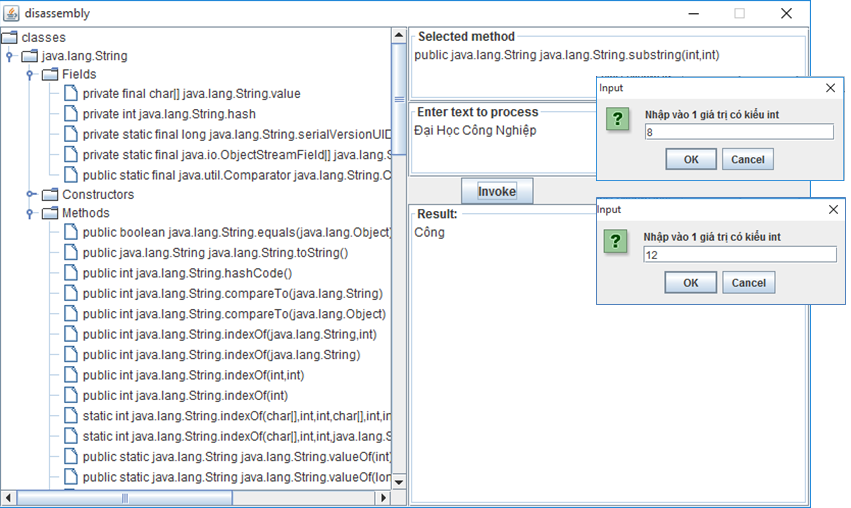 disassembly
classes
java.lang.String
Fields
private final char[] java.lang.String.value
private int java.lang.String.hash
private static final long java.lang.String.serialVersionUID
private static final java.io.ObjectStreamField[] java.lang.S
public static final java.util.Comparator java.lang.String.C
Constructors
Methods
public boolean java.lang.String.equals(java.lang.Object)
public java.lang.String java.lang.String.toString()
public int java.lang.String.hashCode()
public int java.lang.String.compareTo(java.lang.String)
public int java.lang.String.compareTo(java.lang.Object)
public int java.lang.String.indexOf(java.lang.String,int)
public int java.lang.String.indexOf(java.lang.String)
public int java.lang.String.indexOf(int,int)
public int java.lang.String.indexOf(int)
static int java.lang.String.indexOf(char[],int,int,char[],int,in
static int java.lang.String.indexOf(char[],int,int,java.lang.S
public static java.lang.String java.lang.String.valueOf(int)
public static java.lang.String java.lang.String.valueOf(lon
Selected method
public java.lang.String java.lang.String.substring(int,int)
Enter text to process
Đại Học Công Nghiệp
Invoke
Result:
Công
Input
Nhập vào 1 giá trị có kiểu int
8
OK Cancel
Input
Nhập vào 1 giá trị có kiểu int
12
OK Cancel